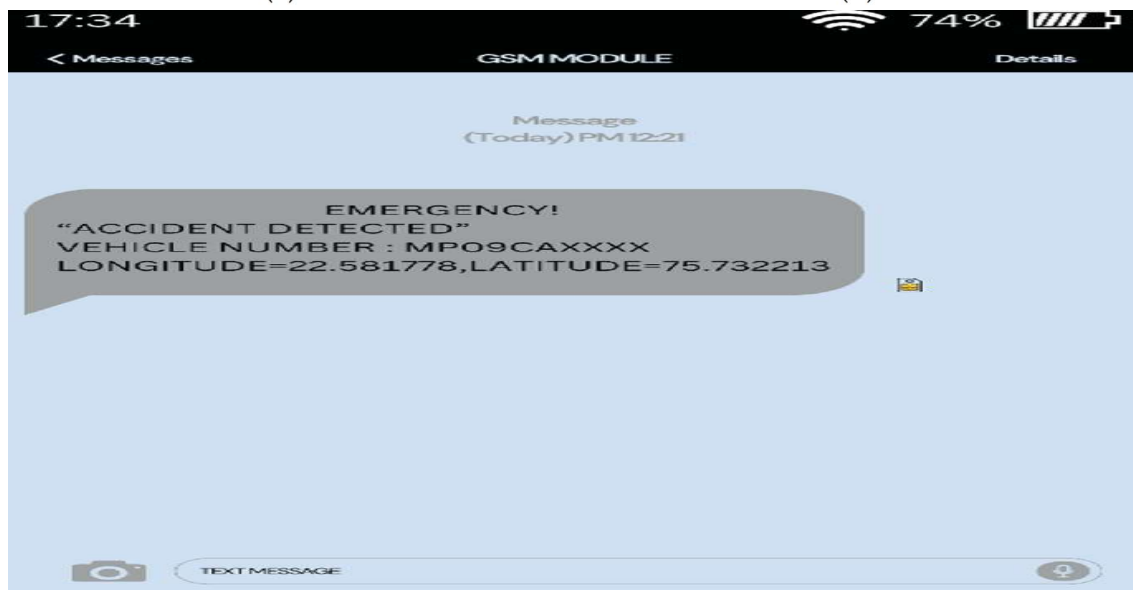 17:34 74%
< Messages GSM MODULE Details
Message
(Today) PM 12:21
EMERGENCY!
“ACCIDENT DETECTED”
VEHICLE NUMBER : MP09CAXXXX
LONGITUDE=22.581778,LATITUDE=75.732213
TEXT MESSAGE